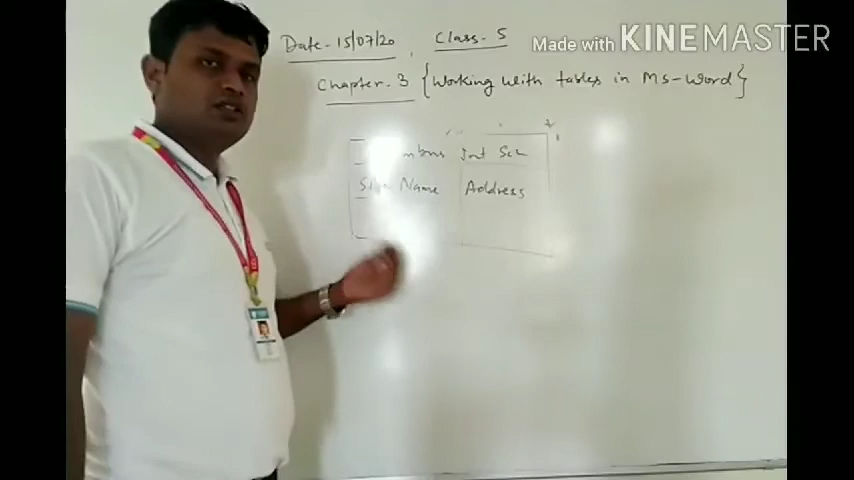 Date - 15/07/20, Class - 5
Made with KINEMASTER
Chapter. 3 {Working with tables in Ms-Word}
Int Sch
Name Address